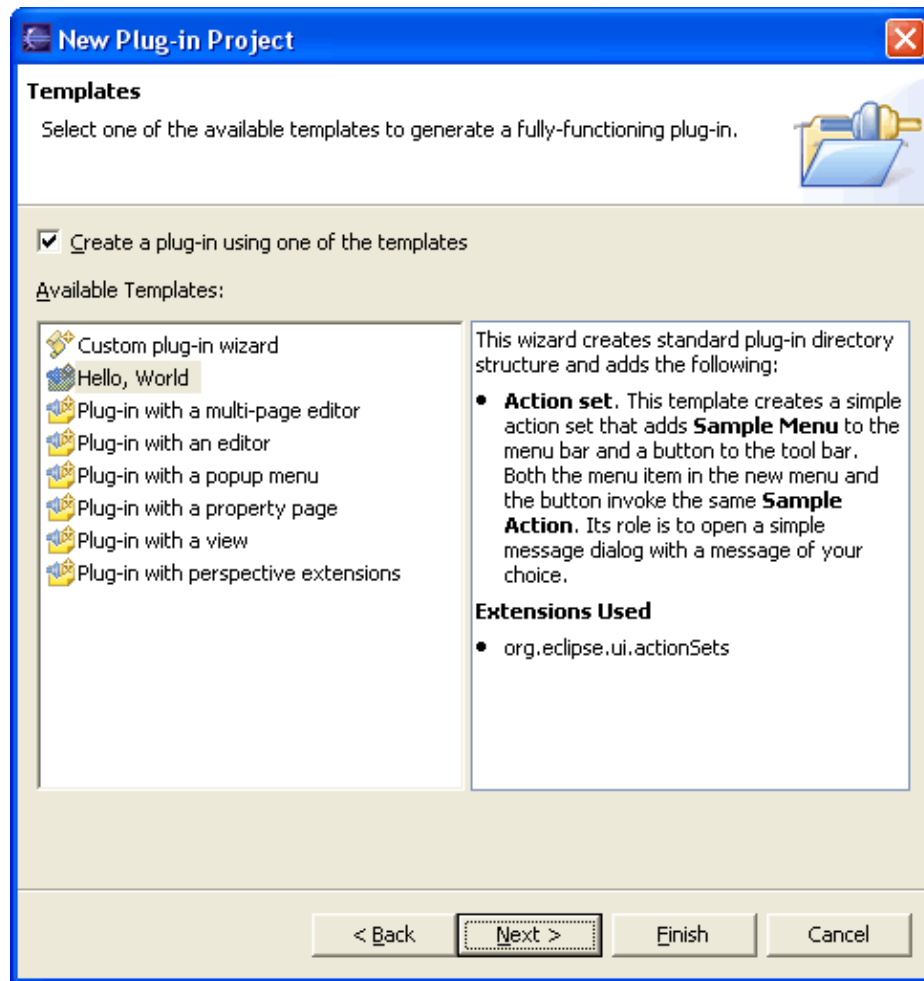 New Plug-in Project
Templates
Select one of the available templates to generate a fully-functioning plug-in.
Create a plug-in using one of the templates
Available Templates:
Custom plug-in wizard
Hello, World
Plug-in with a multi-page editor
Plug-in with an editor
Plug-in with a popup menu
Plug-in with a property page
Plug-in with a view
Plug-in with perspective extensions
This wizard creates standard plug-in directory
structure and adds the following:
• Action set. This template creates a simple
action set that adds Sample Menu to the
menu bar and a button to the tool bar.
Both the menu item in the new menu and
the button invoke the same Sample
Action. Its role is to open a simple
message dialog with a message of your
choice.
Extensions Used
• org.eclipse.ui.actionSets
< Back
Next >
Finish
Cancel